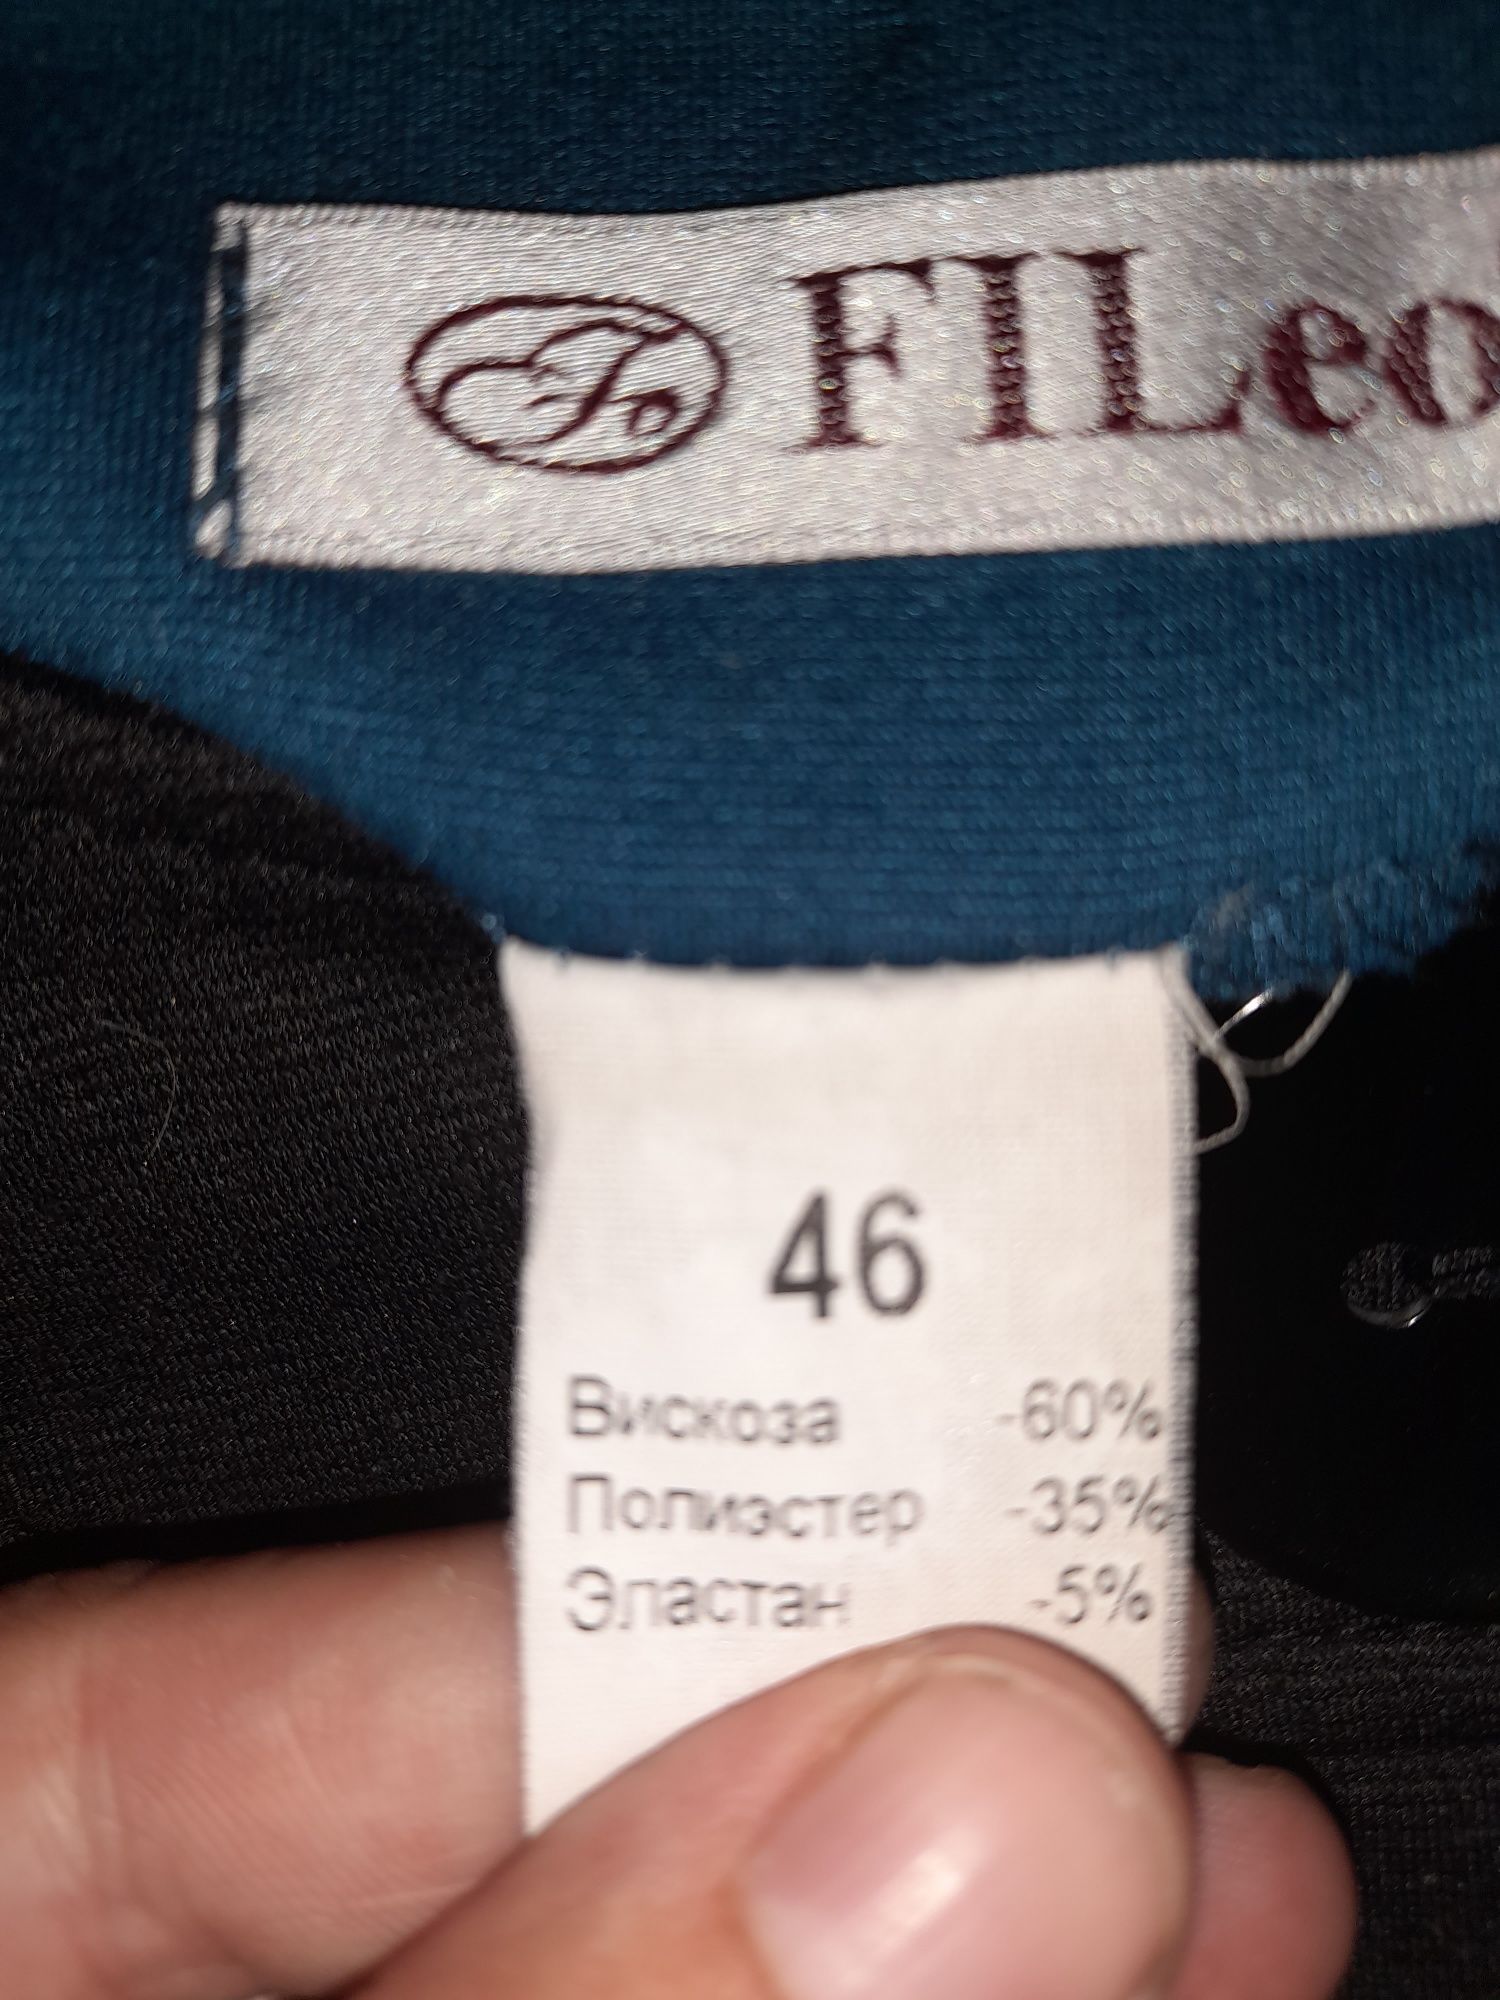 FILeo
46
Вискоза -60%
Полиэстер -35%
Эластан -5%